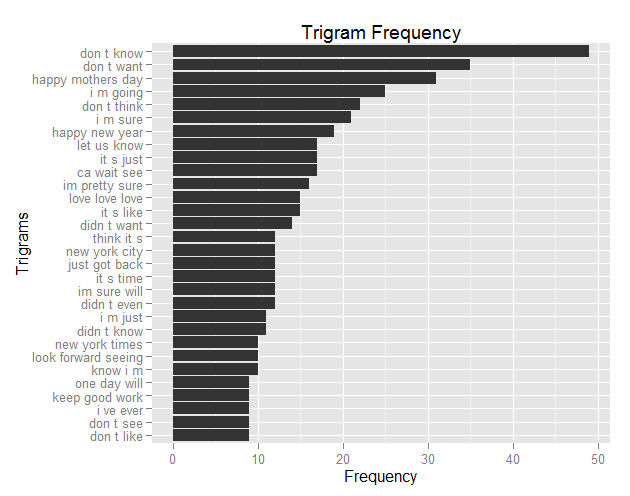 Trigram Frequency
Trigrams
don t know
don t want
happy mothers day
i m going
don t think
i m sure
happy new year
let us know
it s just
ca wait see
im pretty sure
love love love
it s like
didn t want
think it s
new york city
just got back
it s time
im sure will
didn t even
i m just
didn t know
new york times
look forward seeing
know i m
one day will
keep good work
i ve ever
don t see
don t like
0 10 20 30 40 50
Frequency